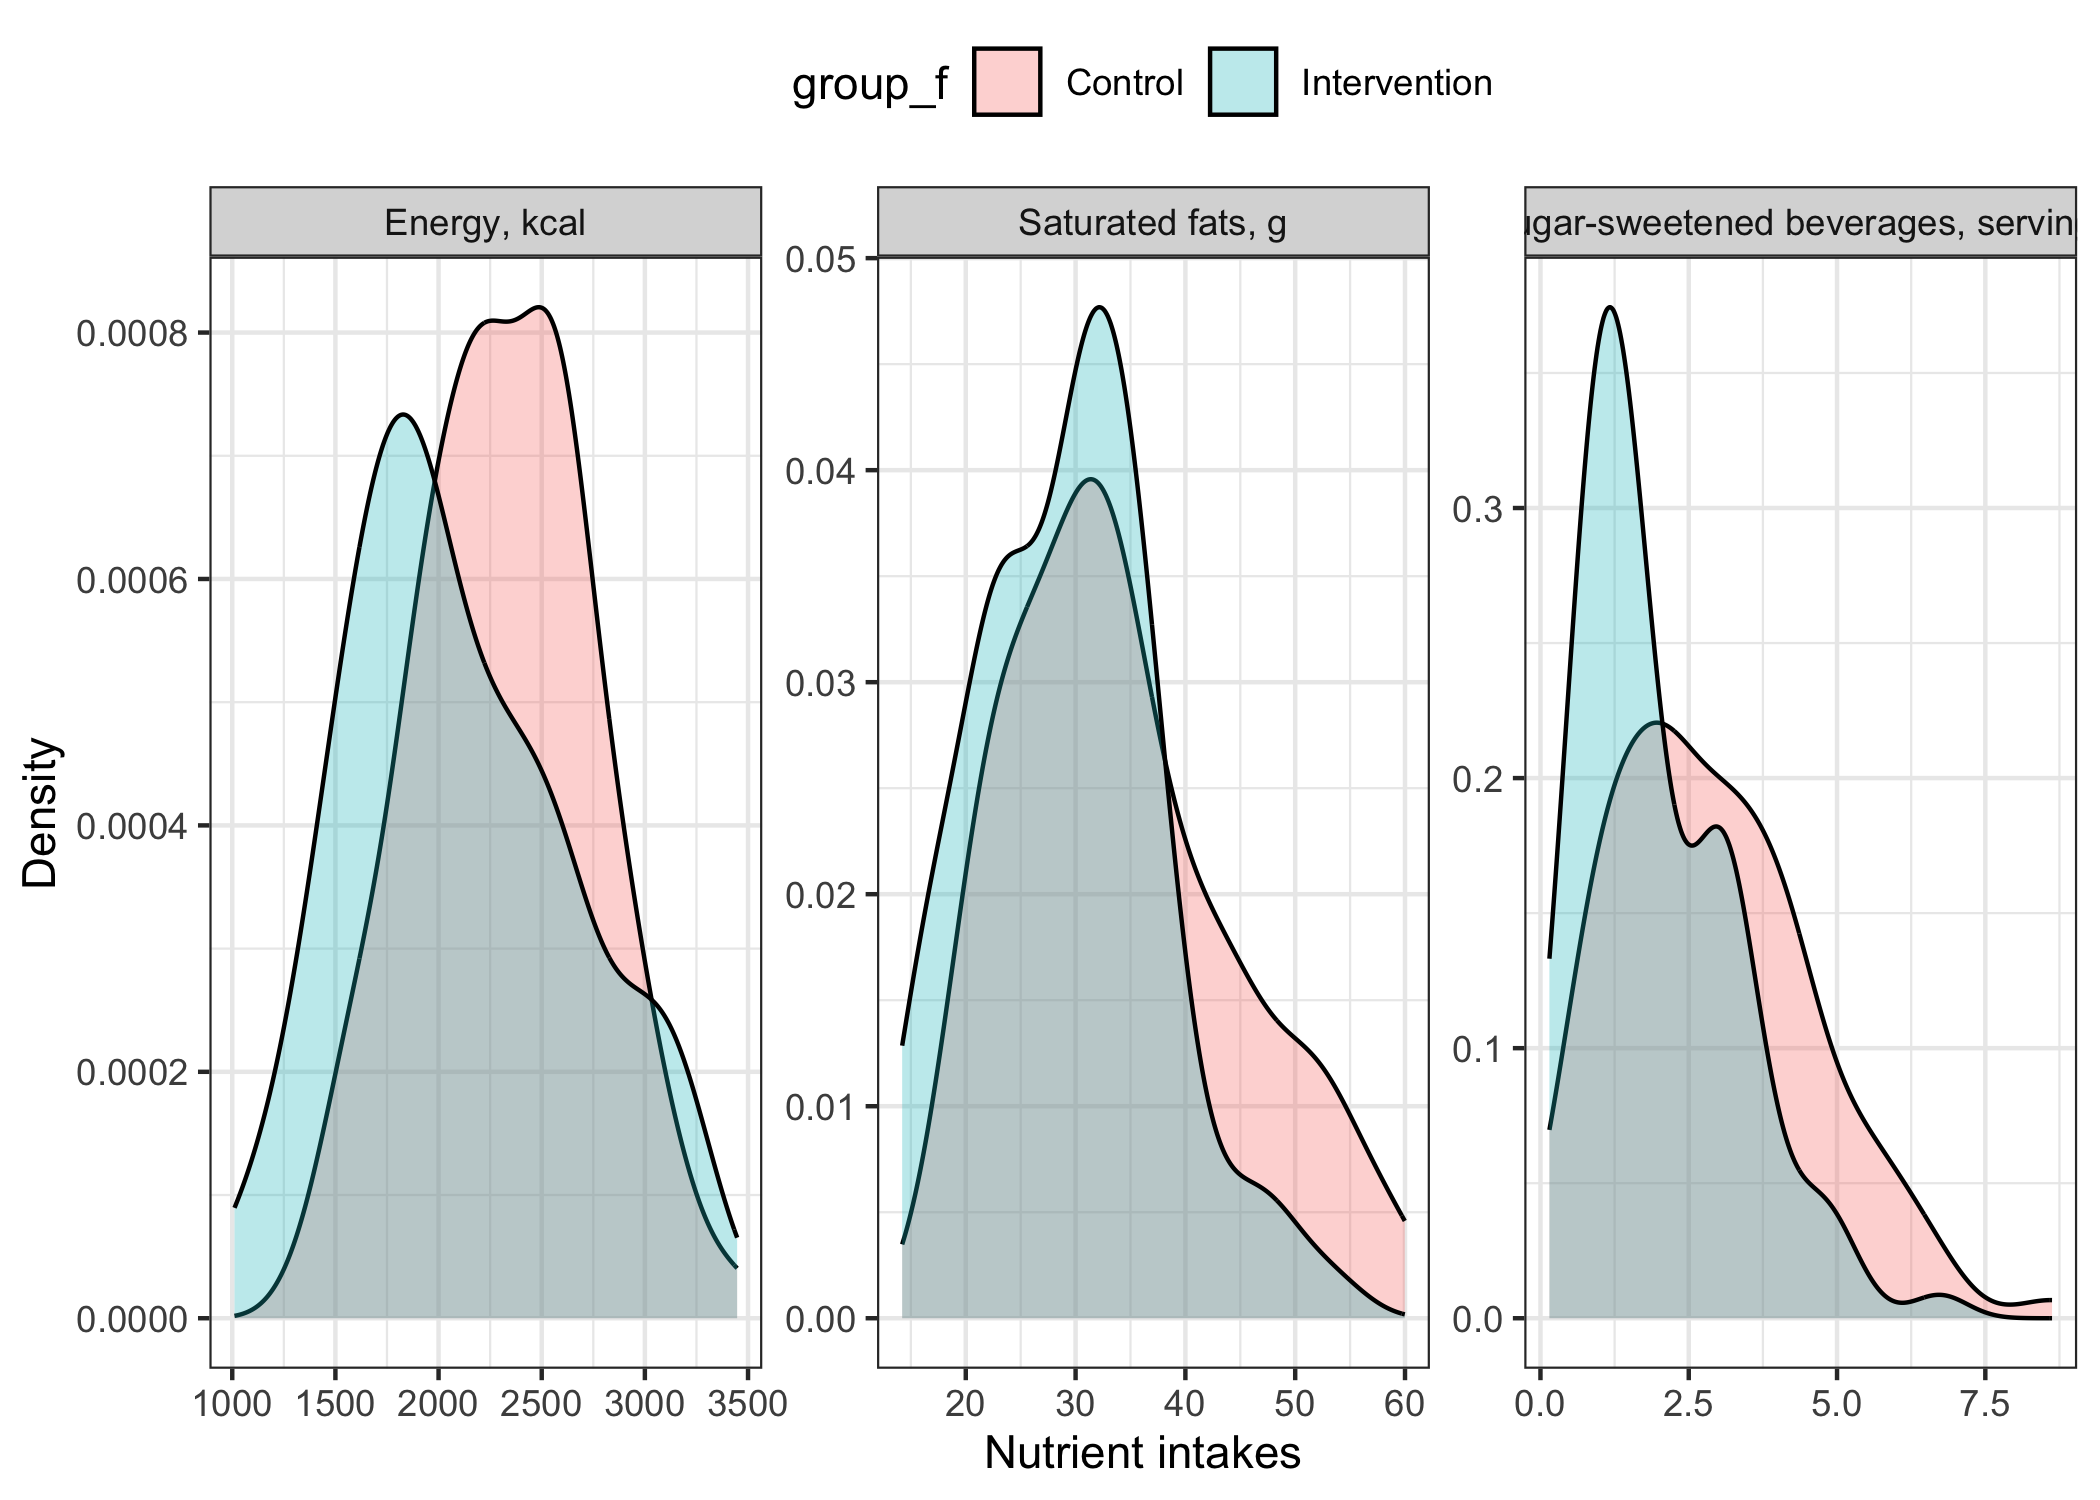 group_f Control Intervention
Energy, kcal
Saturated fats, g
ugar-sweetened beverages, serving
Density
0.0008
0.0006
0.0004
0.0002
0.0000
1000 1500 2000 2500 3000 3500
0.05
0.04
0.03
0.02
0.01
0.00
20 30 40 50 60
0.3
0.2
0.1
0.0
0.0 2.5 5.0 7.5
Nutrient intakes